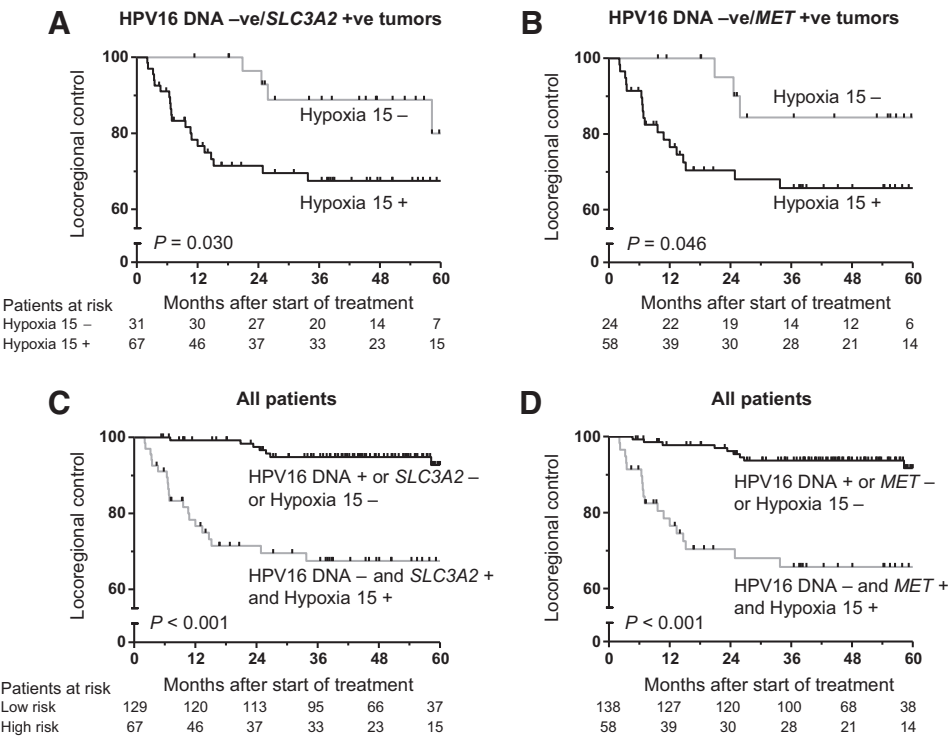 A
HPV16 DNA –ve/SLC3A2 +ve tumors
Locoregional control
100
80
60
0
Hypoxia 15 –
Hypoxia 15 +
P = 0.030
0 12 24 36 48 60
Months after start of treatment
Patients at risk
Hypoxia 15 – 31 30 27 20 14 7
Hypoxia 15 + 67 46 37 33 23 15
B
HPV16 DNA –ve/MET +ve tumors
Locoregional control
100
80
60
0
Hypoxia 15 –
Hypoxia 15 +
P = 0.046
0 12 24 36 48 60
Months after start of treatment
24 22 19 14 12 6
58 39 30 28 21 14
C
All patients
Locoregional control
100
80
60
0
HPV16 DNA + or SLC3A2 –
or Hypoxia 15 –
HPV16 DNA – and SLC3A2 +
and Hypoxia 15 +
P < 0.001
0 12 24 36 48 60
Months after start of treatment
Patients at risk
Low risk 129 120 113 95 66 37
High risk 67 46 37 33 23 15
D
All patients
Locoregional control
100
80
60
0
HPV16 DNA + or MET –
or Hypoxia 15 –
HPV16 DNA – and MET +
and Hypoxia 15 +
P < 0.001
0 12 24 36 48 60
Months after start of treatment
138 127 120 100 68 38
58 39 30 28 21 14